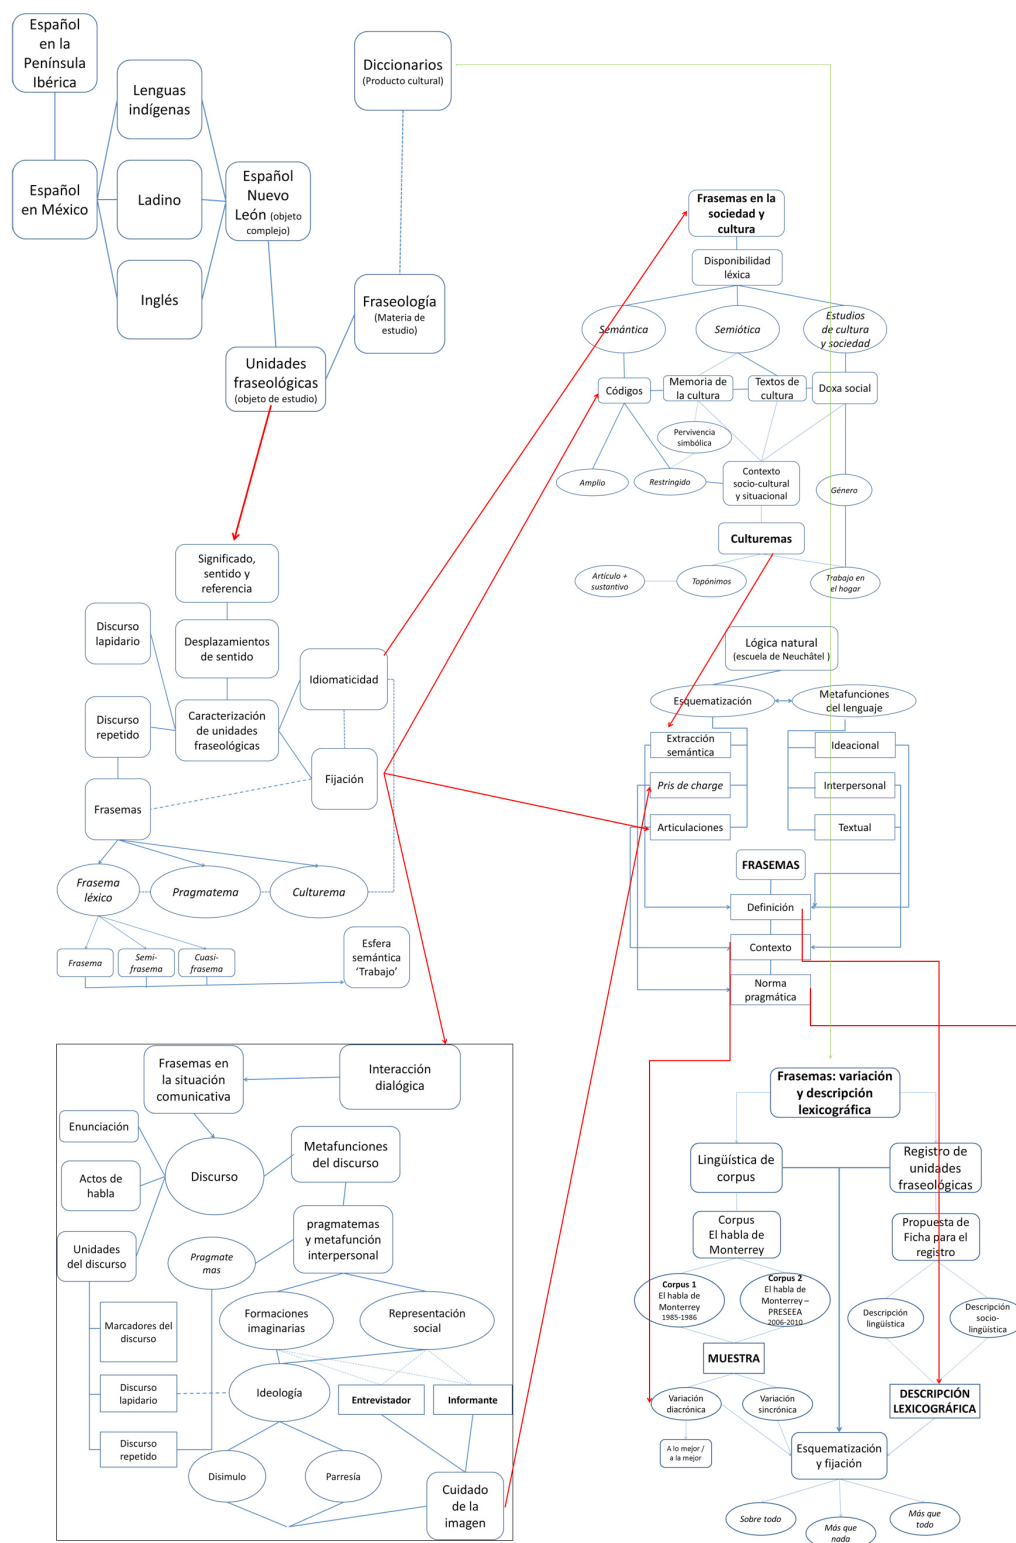 Español
en la
Península
Ibérica
Lenguas
indígenas
Español
en México
Ladino
Inglés
Español
Nuevo
León (objeto
complejo)
Diccionarios
(Producto cultural)
Fraseología
(Materia de
estudio)
Unidades
fraseológicas
(objeto de estudio)
Frasemas en la
sociedad y
cultura
Disponibilidad
léxica
Semántica
Semiótica
Estudios
de cultura
y sociedad
Códigos
Memoria de
la cultura
Textos de
cultura
Doxa social
Pervivencia
simbólica
Amplio
Restringido
Contexto
socio-cultural
y situacional
Género
Culturemas
Artículo +
sustantivo
Topónimos
Trabajo en
el hogar
Significado,
sentido y
referencia
Discurso
lapidario
Desplazamientos
de sentido
Idiomaticidad
Discurso
repetido
Caracterización
de unidades
fraseológicas
Fijación
Frasemas
Frasema
léxico
Pragmatema
Culturema
Frasema
Semi-
frasema
Cuasi-
frasema
Esfera
semántica
‘Trabajo’
Lógica natural
(escuela de Neuchâtel )
Esquematización
Metafunciones
del lenguaje
Extracción
semántica
Ideacional
Pris de charge
Interpersonal
Articulaciones
Textual
FRASEMAS
Definición
Contexto
Norma
pragmática
Frasemas en
la situación
comunicativa
Interacción
dialógica
Enunciación
Actos de
habla
Discurso
Metafunciones
del discurso
Unidades
del discurso
Pragmate
mas
pragmatemas
y metafunción
interpersonal
Marcadores del
discurso
Formaciones
imaginarias
Representación
social
Discurso
lapidario
Ideología
Entrevistador
Informante
Discurso
repetido
Disimulo
Parresía
Cuidado
de la
imagen
Frasemas: variación
y descripción
lexicográfica
Lingüística de
corpus
Registro de
unidades
fraseológicas
Corpus
El habla de
Monterrey
Propuesta de
Ficha para el
registro
Corpus 1
El habla de
Monterrey
1985-1986
Corpus 2
El habla de
Monterrey –
PRESEEA
2006-2010
Descripción
lingüística
Descripción
socio-
lingüística
MUESTRA
Variación
diacrónica
Variación
sincrónica
DESCRIPCIÓN
LEXICOGRÁFICA
A lo mejor /
a la mejor
Esquematización
y fijación
Sobre todo
Más que
nada
Más que
todo